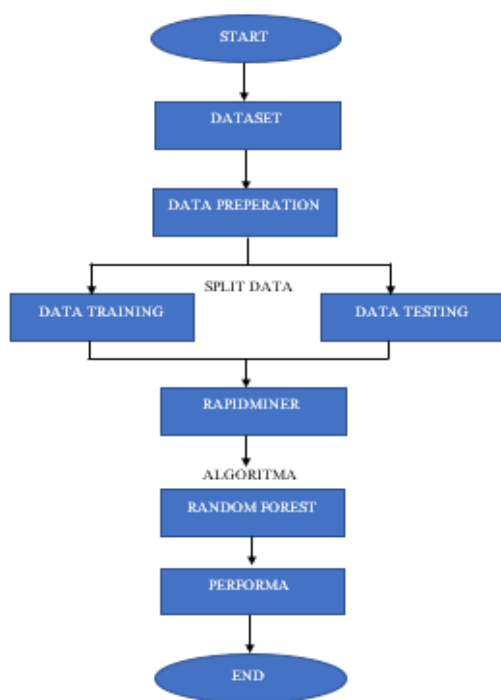 START
DATASET
DATA PREPERATION
SPLIT DATA
DATA TRAINING
DATA TESTING
RAPIDMINER
ALGORITMA
RANDOM FOREST
PERFORMA
END